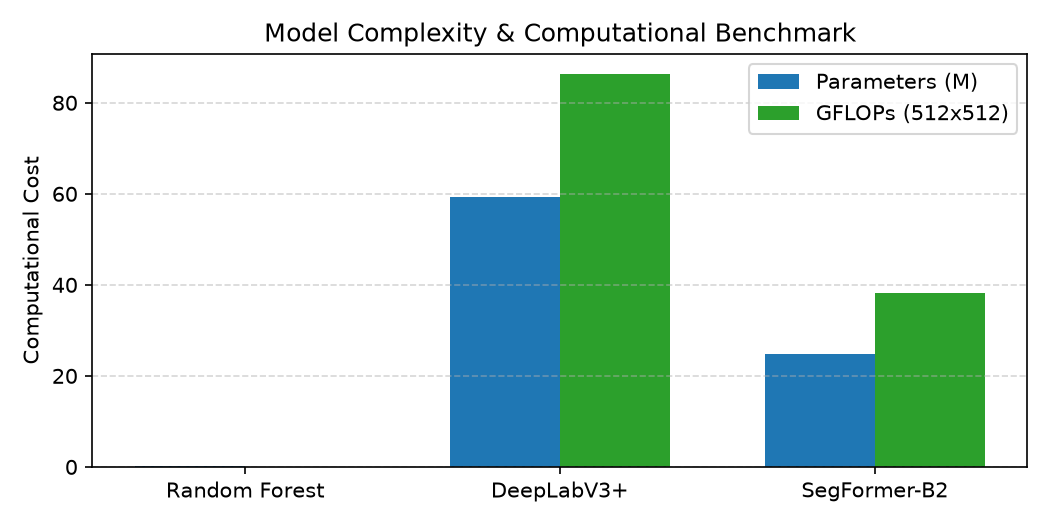 Model Complexity & Computational Benchmark
Parameters (M)
GFLOPs (512x512)
Computational Cost
80
60
40
20
0
Random Forest
DeepLabV3+
SegFormer-B2